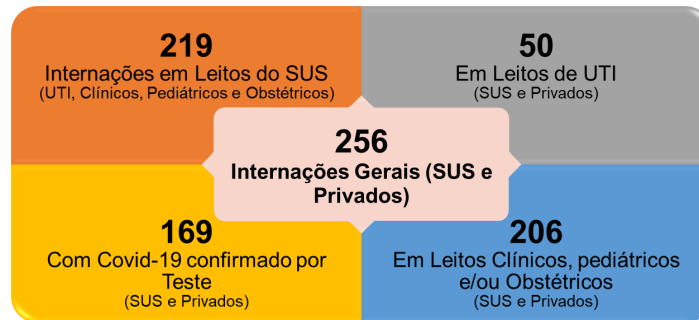 219
Internações em Leitos do SUS
(UTI, Clínicos, Pediátricos e Obstétricos)
50
Em Leitos de UTI
(SUS e Privados)
256
Internações Gerais (SUS e
Privados)
169
Com Covid-19 confirmado por
Teste
(SUS e Privados)
206
Em Leitos Clínicos, pediátricos
e/ou Obstétricos
(SUS e Privados)